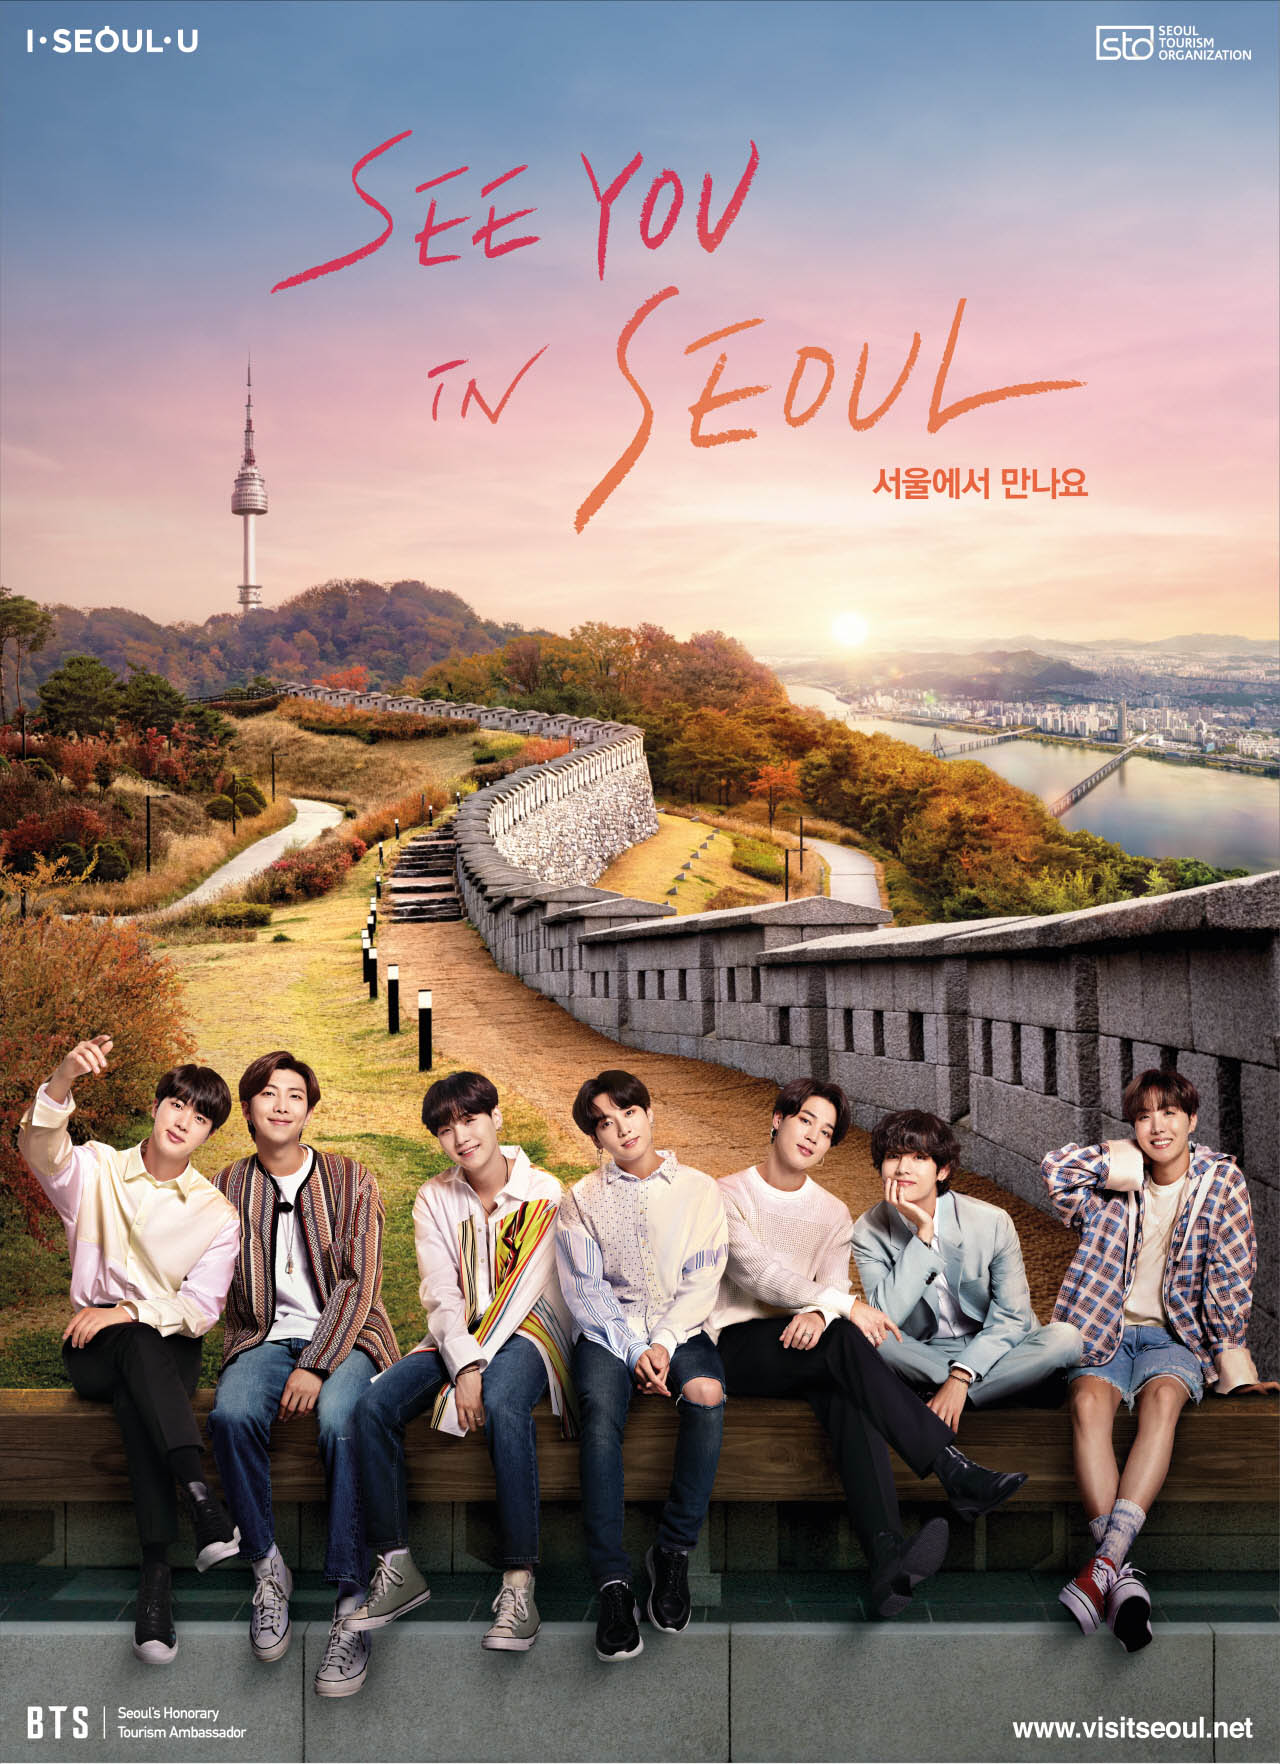 I·SEOUL·U
sto SEOUL
TOURISM
ORGANIZATION
SEE YOU
IN SEOUL
서울에서 만나요
BTS
Seoul's Honorary
Tourism Ambassador
www.visitseoul.net